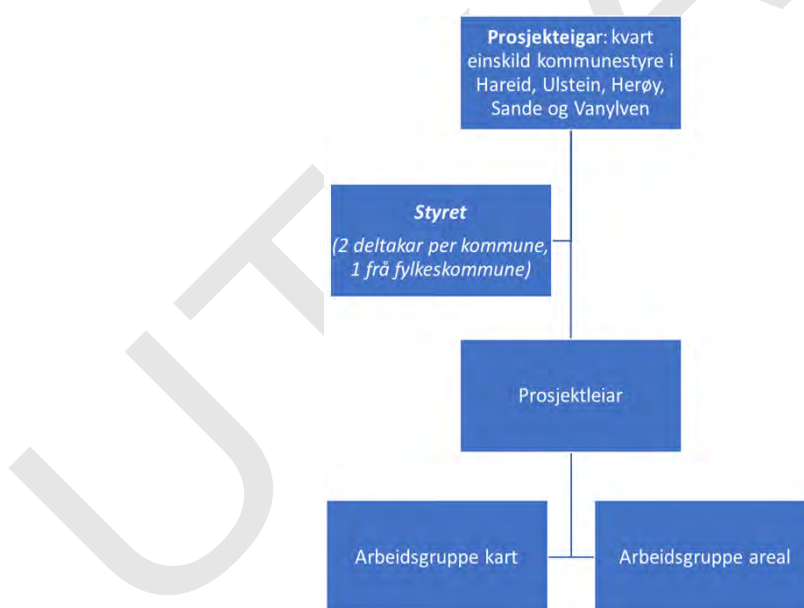 Prosjekteigar: kvart
einskild kommunestyre i
Hareid, Ulstein, Herøy,
Sande og Vanylven
Styret
(2 deltakar per kommune,
1 frå fylkeskommune)
Prosjektleiar
Arbeidsgruppe kart
Arbeidsgruppe areal